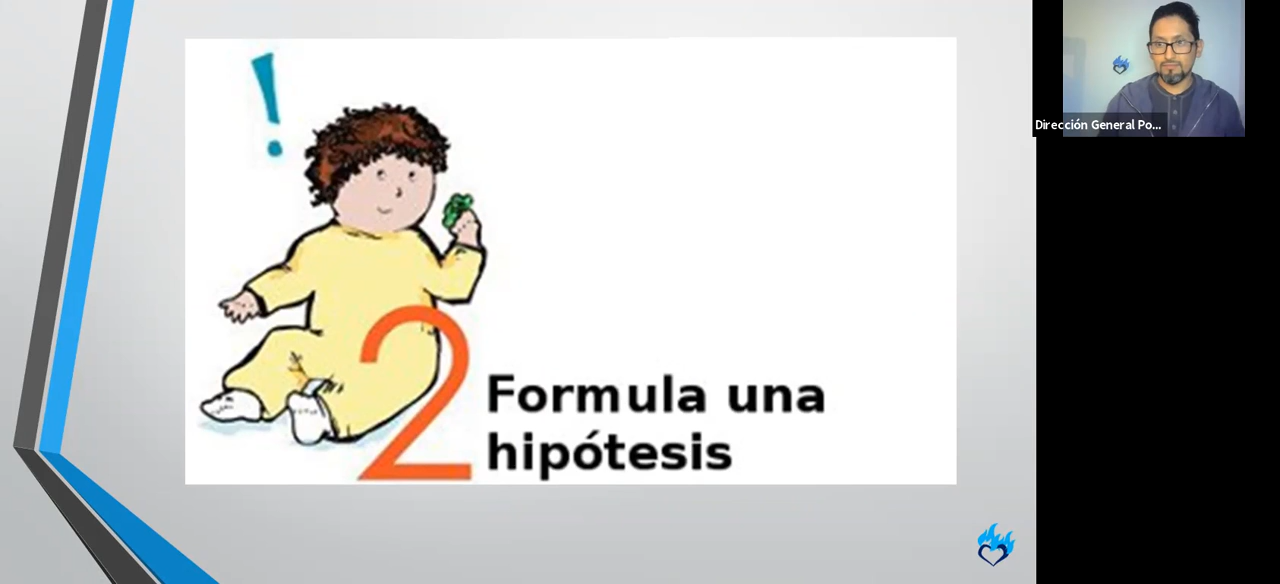 !
Dirección General Po...
2
Formula una
hipótesis